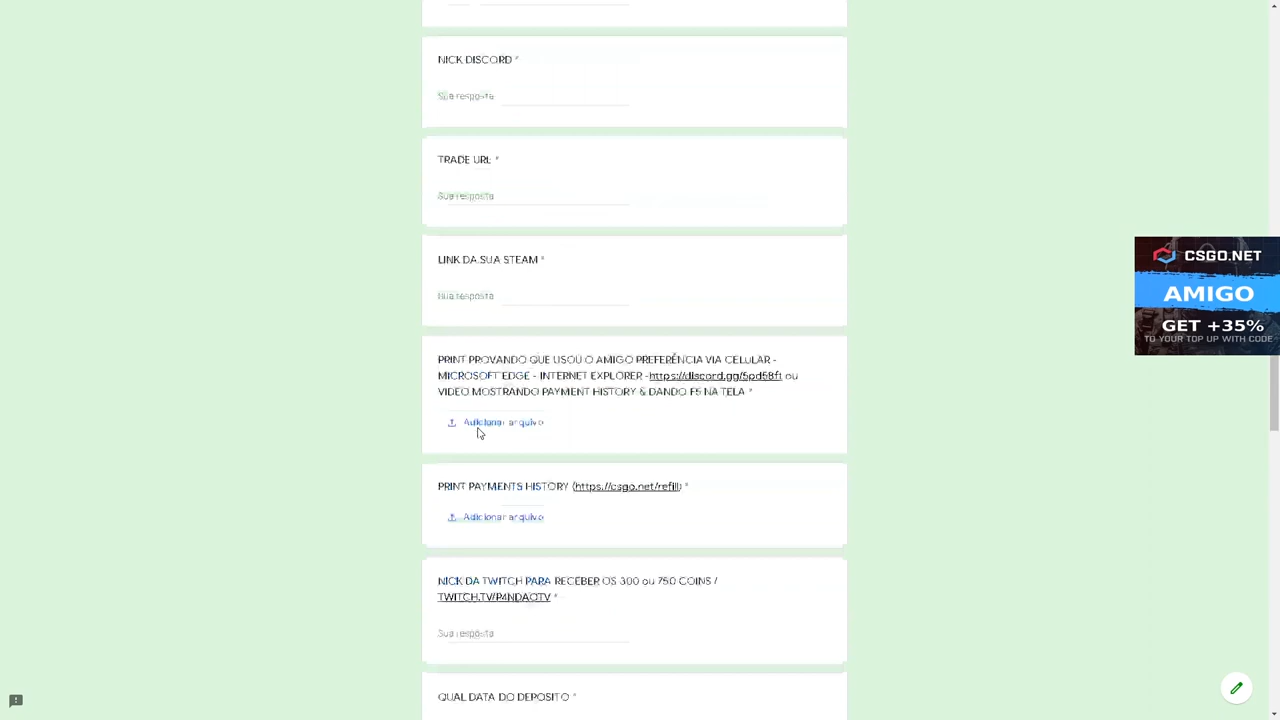 NICK DISCORD *
Sua resposta
TRADE URL *
Sua resposta
LINK DA SUA STEAM *
Sua resposta
PRINT PROVANDO QUE USOU O AMIGO PREFERÊNCIA VIA CELULAR -
MICROSOFT EDGE - INTERNET EXPLORER -https://discord.gg/5pd58f1 ou
VIDEO MOSTRANDO PAYMENT HISTORY & DANDO F5 NA TELA *
Adicionar arquivo
PRINT PAYMENTS HISTORY (https://csgo.net/refill) *
Adicionar arquivo
NICK DA TWITCH PARA RECEBER OS 300 ou 750 COINS /
TWITCH.TV/P4NDAOTV *
Sua resposta
QUAL DATA DO DEPOSITO *
CSGO.NET
AMIGO
GET +35%
TO YOUR TOP UP WITH CODE